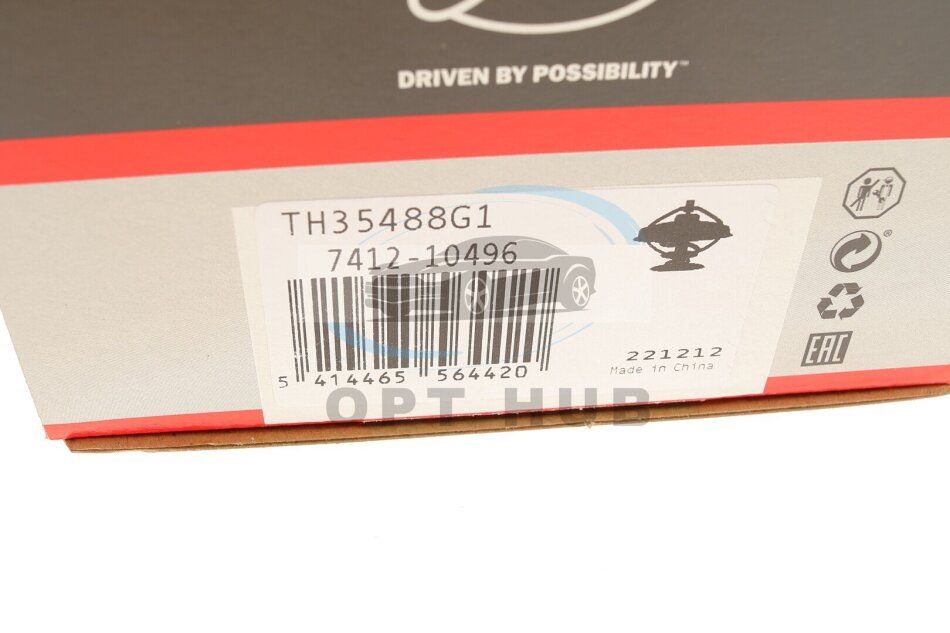 DRIVEN BY POSSIBILITY™
TH35488G1
7412-10496
5 414465 564420
221212
Made in China
®
EAC
OPT HUB